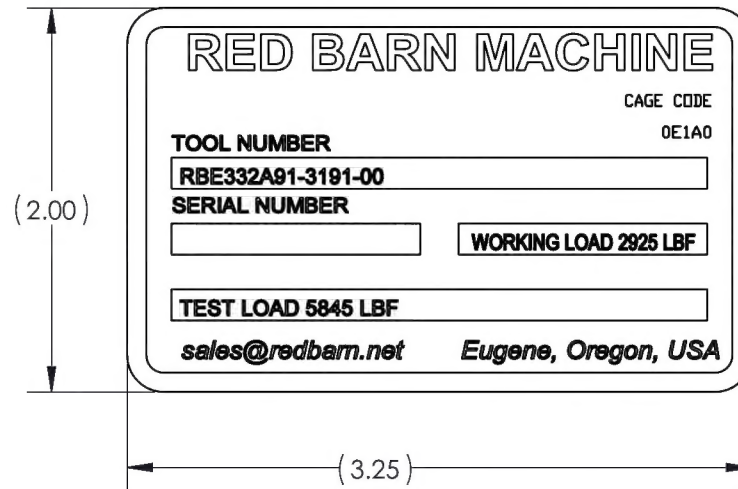 RED BARN MACHINE
CAGE CODE
0E1A0
TOOL NUMBER
RBE332A91-3191-00
SERIAL NUMBER
(2.00)
WORKING LOAD 2925 LBF
TEST LOAD 5845 LBF
sales@redbarn.net Eugene, Oregon, USA
(3.25)